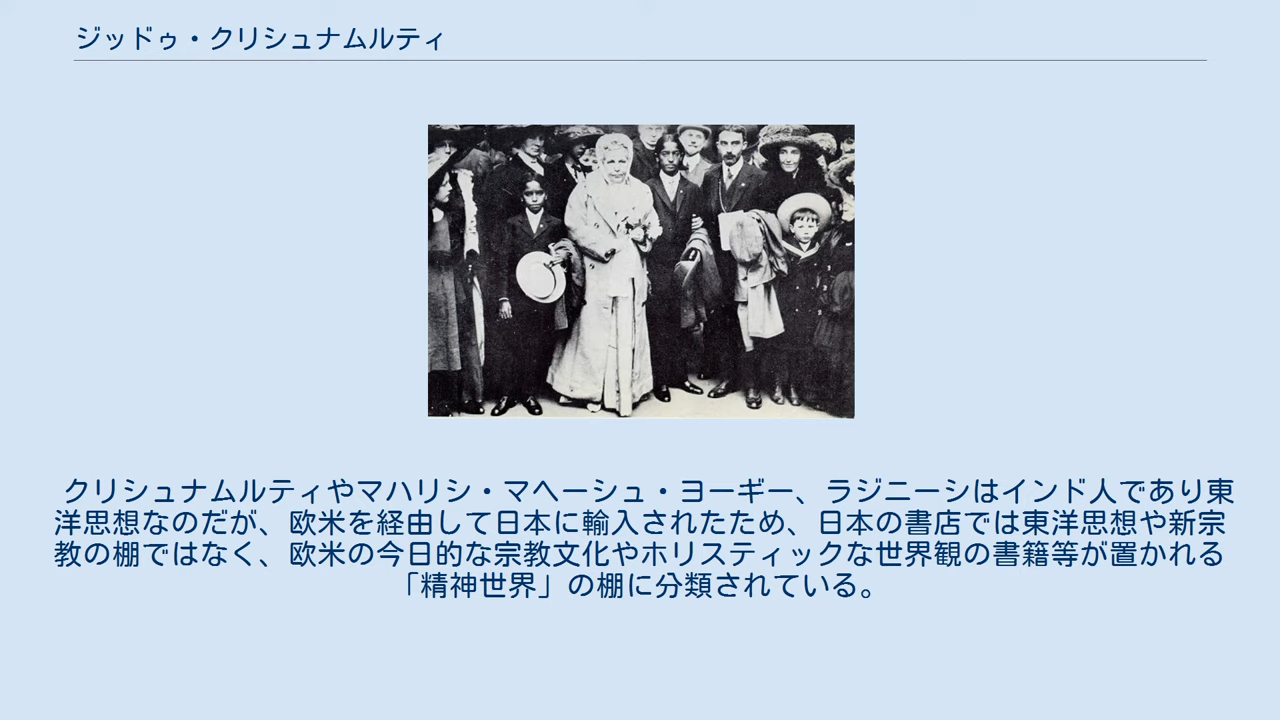 ジッドゥ・クリシュナムルティ
クリシュナムルティやマハリシ・マヘーシュ・ヨーギー、ラジニーシはインド人であり東
洋思想なのだが、欧米を経由して日本に輸入されたため、日本の書店では東洋思想や新宗
教の棚ではなく、欧米の今日的な宗教文化やホリスティックな世界観の書籍等が置かれる
「精神世界」の棚に分類されている。